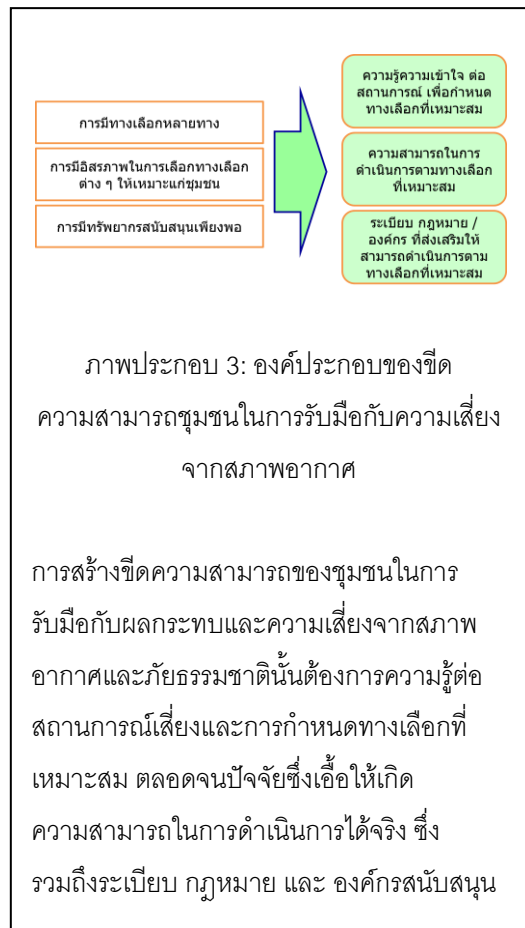 การมีทางเลือกหลายทาง
การมีอิสรภาพในการเลือกทางเลือก
ต่าง ๆ ให้เหมาะแก่ชุมชน
การมีทรัพยากรสนับสนุนเพียงพอ
ความรู้ความเข้าใจ ต่อ
สถานการณ์ เพื่อกำหนด
ทางเลือกที่เหมาะสม
ความสามารถในการ
ดำเนินการตามทางเลือก
ที่เหมาะสม
ระเบียบ กฎหมาย /
องค์กร ที่ส่งเสริมให้
สามารถดำเนินการตาม
ทางเลือกที่เหมาะสม
ภาพประกอบ 3: องค์ประกอบของขีด
ความสามารถชุมชนในการรับมือกับความเสี่ยง
จากสภาพอากาศ
การสร้างขีดความสามารถของชุมชนในการ
รับมือกับผลกระทบและความเสี่ยงจากสภาพ
อากาศและภัยธรรมชาตินั้นต้องการความรู้ต่อ
สถานการณ์เสี่ยงและการกำหนดทางเลือกที่
เหมาะสม ตลอดจนปัจจัยซึ่งเอื้อให้เกิด
ความสามารถในการดำเนินการได้จริง ซึ่ง
รวมถึงระเบียบ กฎหมาย และ องค์กรสนับสนุน